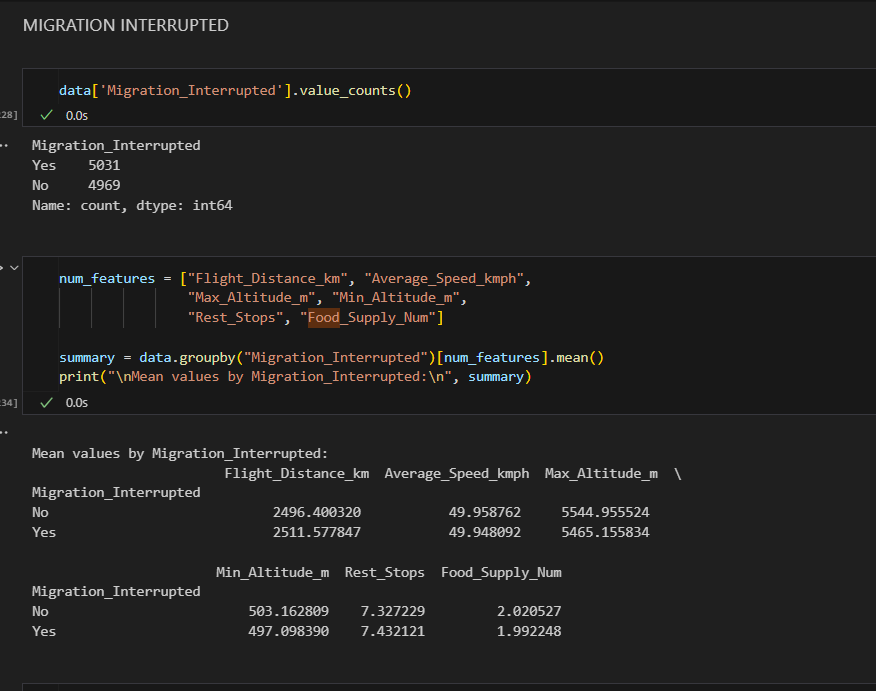 MIGRATION INTERRUPTED
data['Migration_Interrupted'].value_counts()
28]
0.0s
Migration_Interrupted
Yes 5031
No 4969
Name: count, dtype: int64
num_features = ["Flight_Distance_km", "Average_Speed_kmph",
"Max_Altitude_m", "Min_Altitude_m",
"Rest_Stops", "Food_Supply_Num"]
summary = data.groupby("Migration_Interrupted")[num_features].mean()
print("\nMean values by Migration_Interrupted:\n", summary)
34]
0.0s
Mean values by Migration_Interrupted:
Flight_Distance_km Average_Speed_kmph Max_Altitude_m \
Migration_Interrupted
No 2496.400320 49.958762 5544.955524
Yes 2511.577847 49.948092 5465.155834
Min_Altitude_m Rest_Stops Food_Supply_Num
Migration_Interrupted
No 503.162809 7.327229 2.020527
Yes 497.098390 7.432121 1.992248